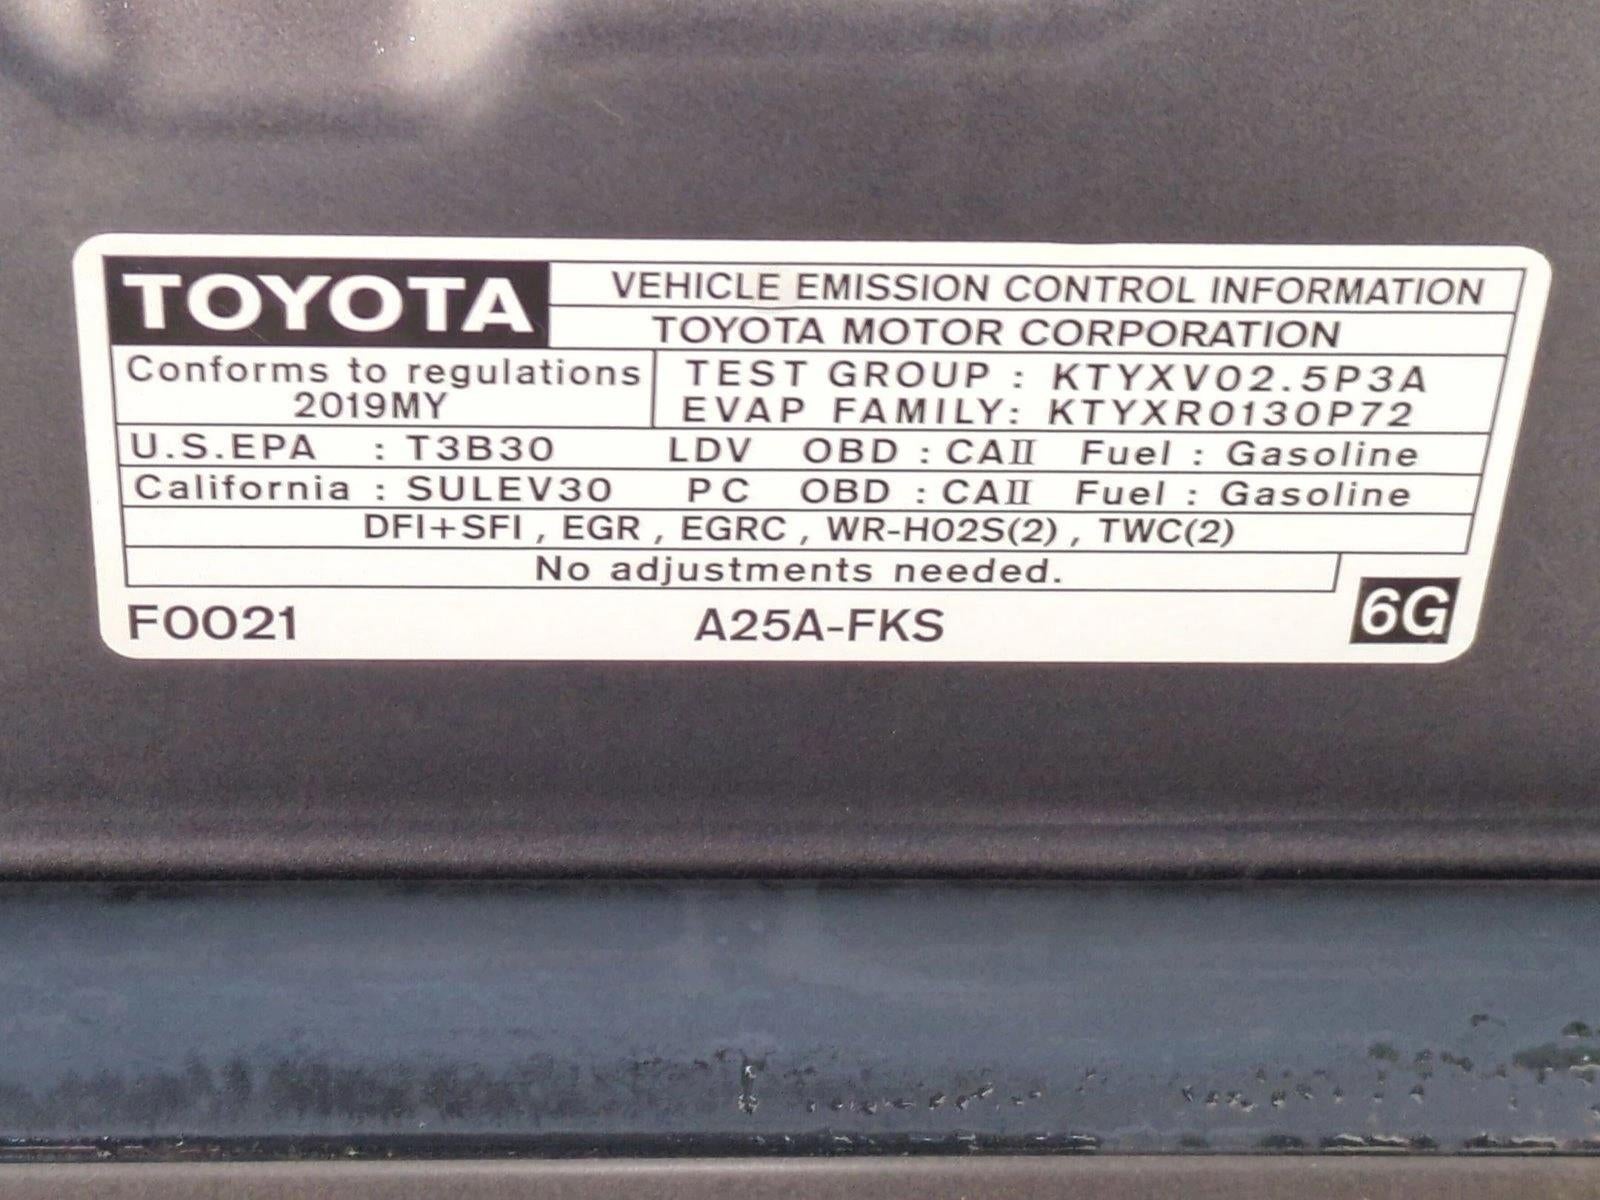 TOYOTA VEHICLE EMISSION CONTROL INFORMATION
TOYOTA MOTOR CORPORATION
Conforms to regulations TEST GROUP : KTYXV02.5P3A
2019MY EVAP FAMILY: KTYXR0130P72
U.S.EPA : T3B30 LDV OBD : CAII Fuel : Gasoline
California : SULEV30 PC OBD : CAII Fuel : Gasoline
DFI+SFI , EGR , EGRC , WR-HO2S(2) , TWC(2)
No adjustments needed.
F0021 A25A-FKS 6G